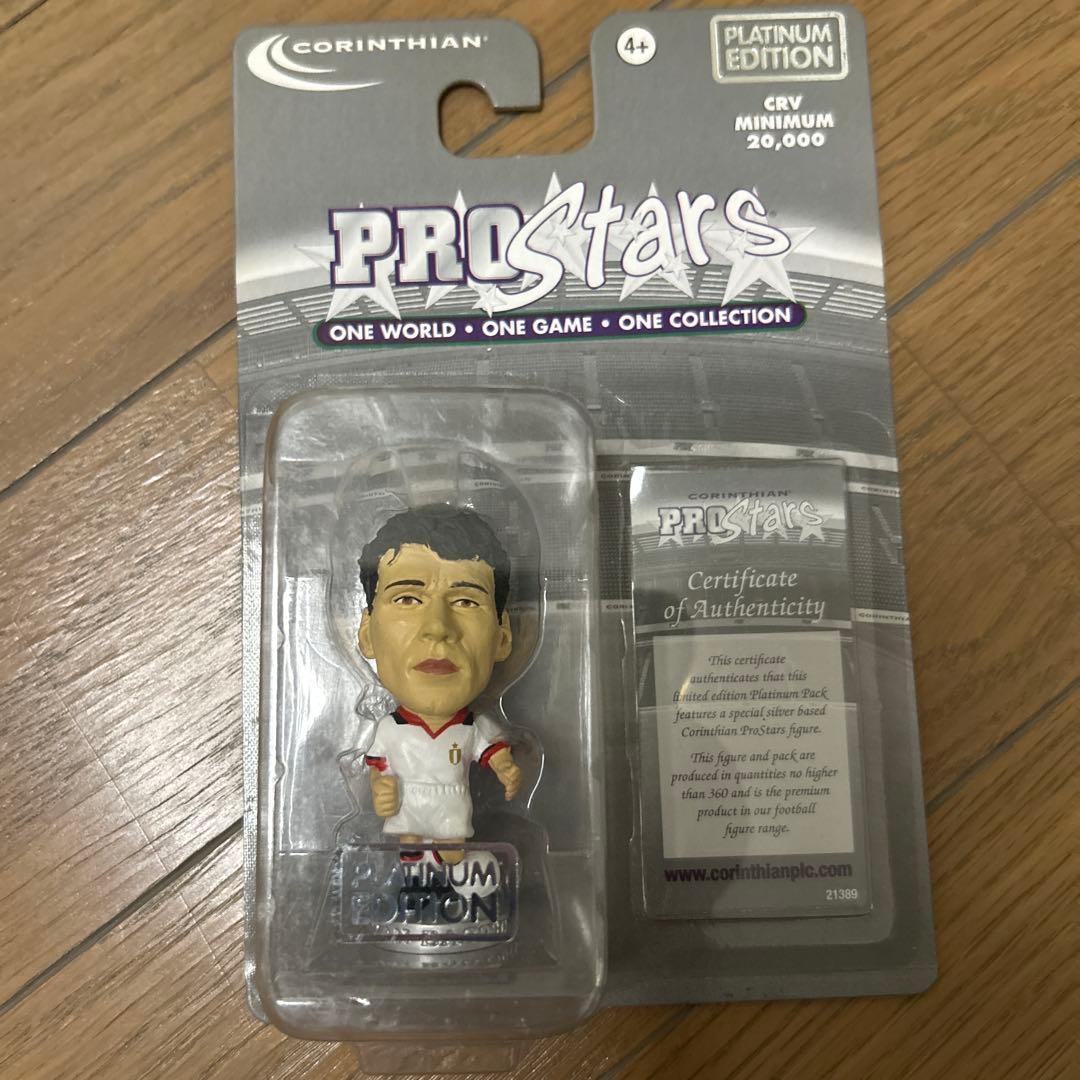 CORINTHIAN
4+
PLATINUM
EDITION
CRV
MINIMUM
20,000
PROStars
ONE WORLD • ONE GAME • ONE COLLECTION
CORINTHIAN
PROStars
Certificate
of Authenticity
This certificate
authenticates that this
limited edition Platinum Pack
features a special silver based
Corinthian ProStars figure.
This figure and pack are
produced in quantities no higher
than 360 and is the premium
product in our football
figure range.
www.corinthianplc.com
21389
PLATINUM
EDITION